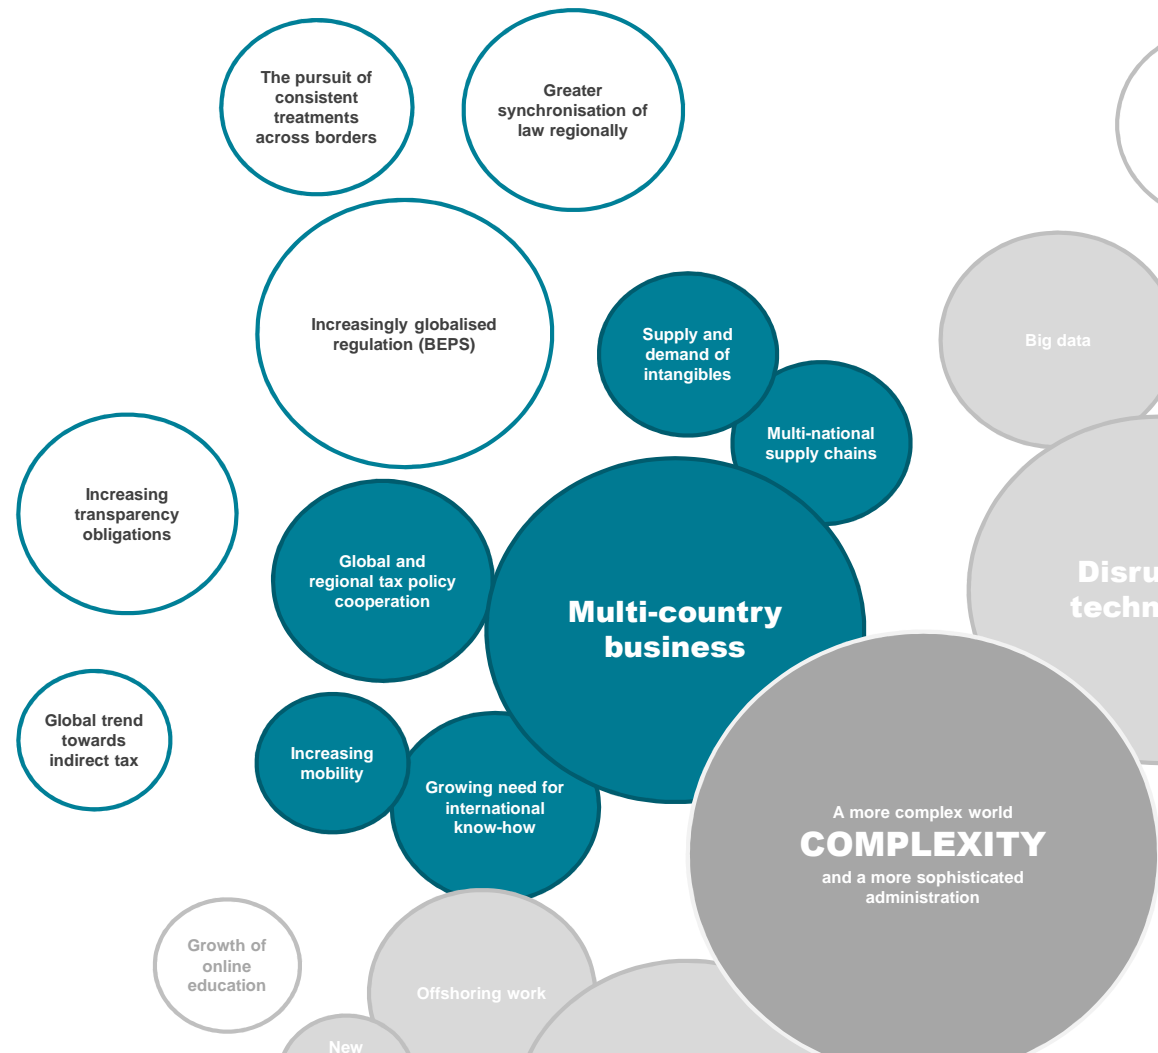 The pursuit of
consistent
treatments
across borders
Greater
synchronisation of
law regionally
Increasingly globalised
regulation (BEPS)
Supply and
demand of
intangibles
Big data
Multi-national
supply chains
Increasing
transparency
obligations
Global and
regional tax policy
cooperation
Multi-country
business
Disru
techn
Global trend
towards
indirect tax
Increasing
mobility
Growing need for
international
know-how
A more complex world
COMPLEXITY
and a more sophisticated
administration
Growth of
online
education
Offshoring work
New